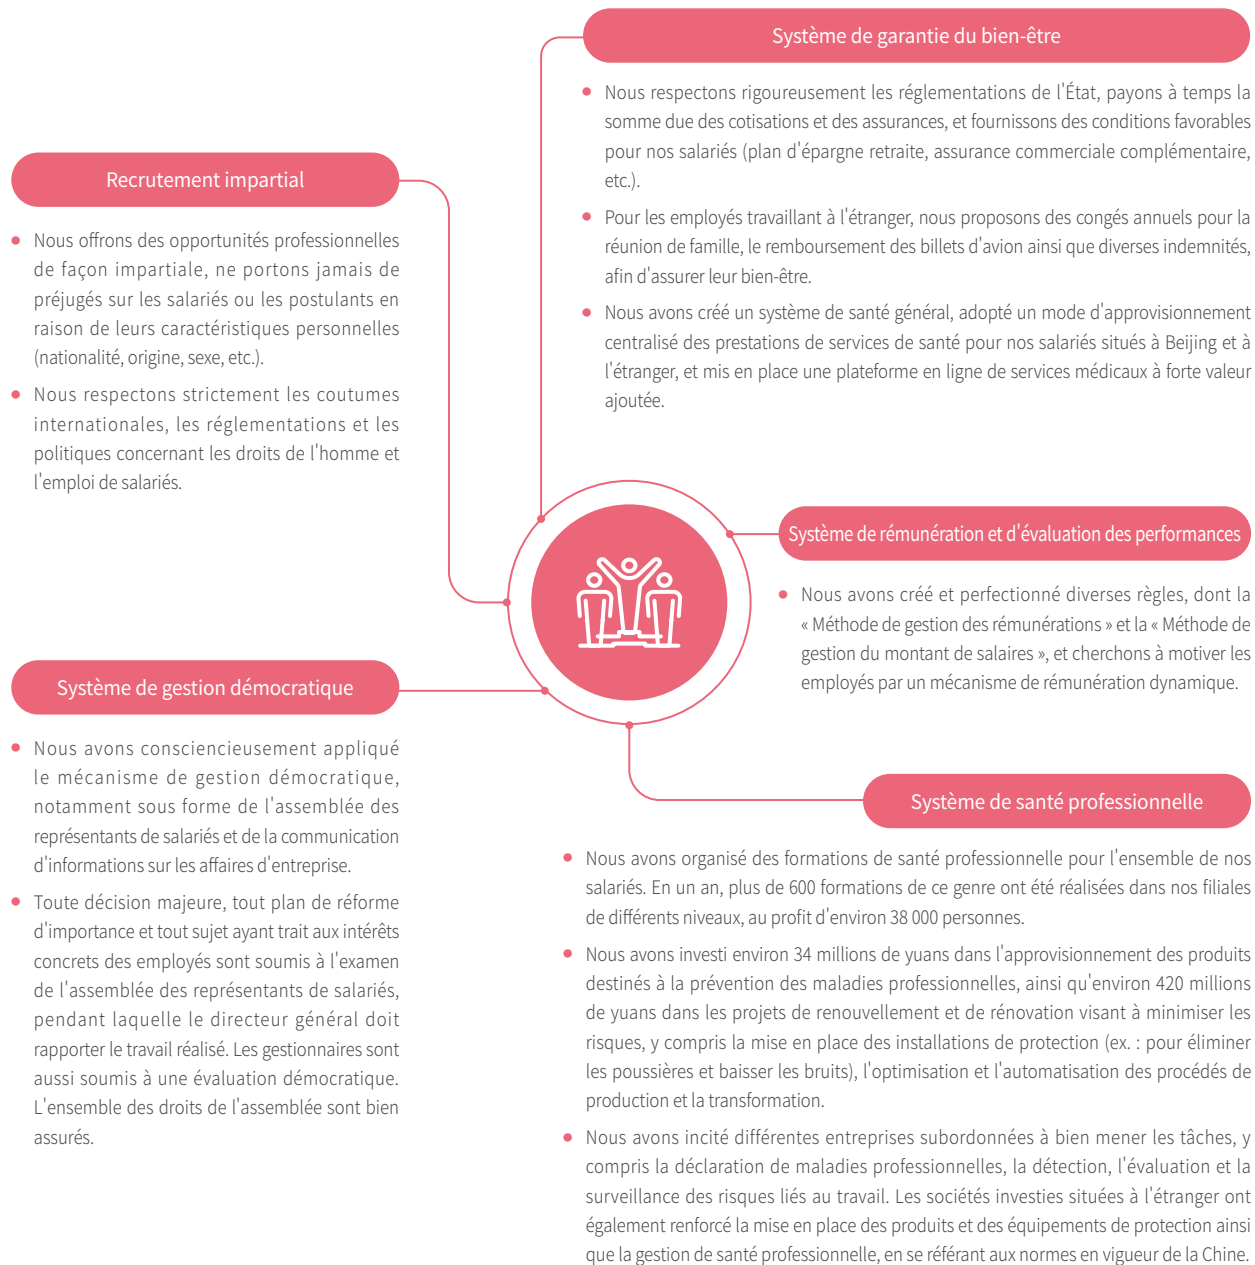 Système de garantie du bien-être
Nous respectons rigoureusement les réglementations de l'État, payons à temps la
somme due des cotisations et des assurances, et fournissons des conditions favorables
pour nos salariés (plan d'épargne retraite, assurance commerciale complémentaire,
etc.).
Pour les employés travaillant à l'étranger, nous proposons des congés annuels pour la
réunion de famille, le remboursement des billets d'avion ainsi que diverses indemnités,
afin d'assurer leur bien-être.
Nous avons créé un système de santé général, adopté un mode d'approvisionnement
centralisé des prestations de services de santé pour nos salariés situés à Beijing et à
l'étranger, et mis en place une plateforme en ligne de services médicaux à forte valeur
ajoutée.
Recrutement impartial
Nous offrons des opportunités professionnelles
de façon impartiale, ne portons jamais de
préjugés sur les salariés ou les postulants en
raison de leurs caractéristiques personnelles
(nationalité, origine, sexe, etc.).
Nous respectons strictement les coutumes
internationales, les réglementations et les
politiques concernant les droits de l'homme et
l'emploi de salariés.
Système de rémunération et d'évaluation des performances
Nous avons créé et perfectionné diverses règles, dont la
« Méthode de gestion des rémunérations » et la « Méthode de
gestion du montant de salaires », et cherchons à motiver les
employés par un mécanisme de rémunération dynamique.
Système de gestion démocratique
Nous avons consciencieusement appliqué
le mécanisme de gestion démocratique,
notamment sous forme de l'assemblée des
représentants de salariés et de la communication
d'informations sur les affaires d'entreprise.
Toute décision majeure, tout plan de réforme
d'importance et tout sujet ayant trait aux intérêts
concrets des employés sont soumis à l'examen
de l'assemblée des représentants de salariés,
pendant laquelle le directeur général doit
rapporter le travail réalisé. Les gestionnaires sont
aussi soumis à une évaluation démocratique.
L'ensemble des droits de l'assemblée sont bien
assurés.
Système de santé professionnelle
Nous avons organisé des formations de santé professionnelle pour l'ensemble de nos
salariés. En un an, plus de 600 formations de ce genre ont été réalisées dans nos filiales
de différents niveaux, au profit d'environ 38 000 personnes.
Nous avons investi environ 34 millions de yuans dans l'approvisionnement des produits
destinés à la prévention des maladies professionnelles, ainsi qu'environ 420 millions
de yuans dans les projets de renouvellement et de rénovation visant à minimiser les
risques, y compris la mise en place des installations de protection (ex. : pour éliminer
les poussières et baisser les bruits), l'optimisation et l'automatisation des procédés de
production et la transformation.
Nous avons incité différentes entreprises subordonnées à bien mener les tâches, y
compris la déclaration de maladies professionnelles, la détection, l'évaluation et la
surveillance des risques liés au travail. Les sociétés investies situées à l'étranger ont
également renforcé la mise en place des produits et des équipements de protection ainsi
que la gestion de santé professionnelle, en se référant aux normes en vigueur de la Chine.